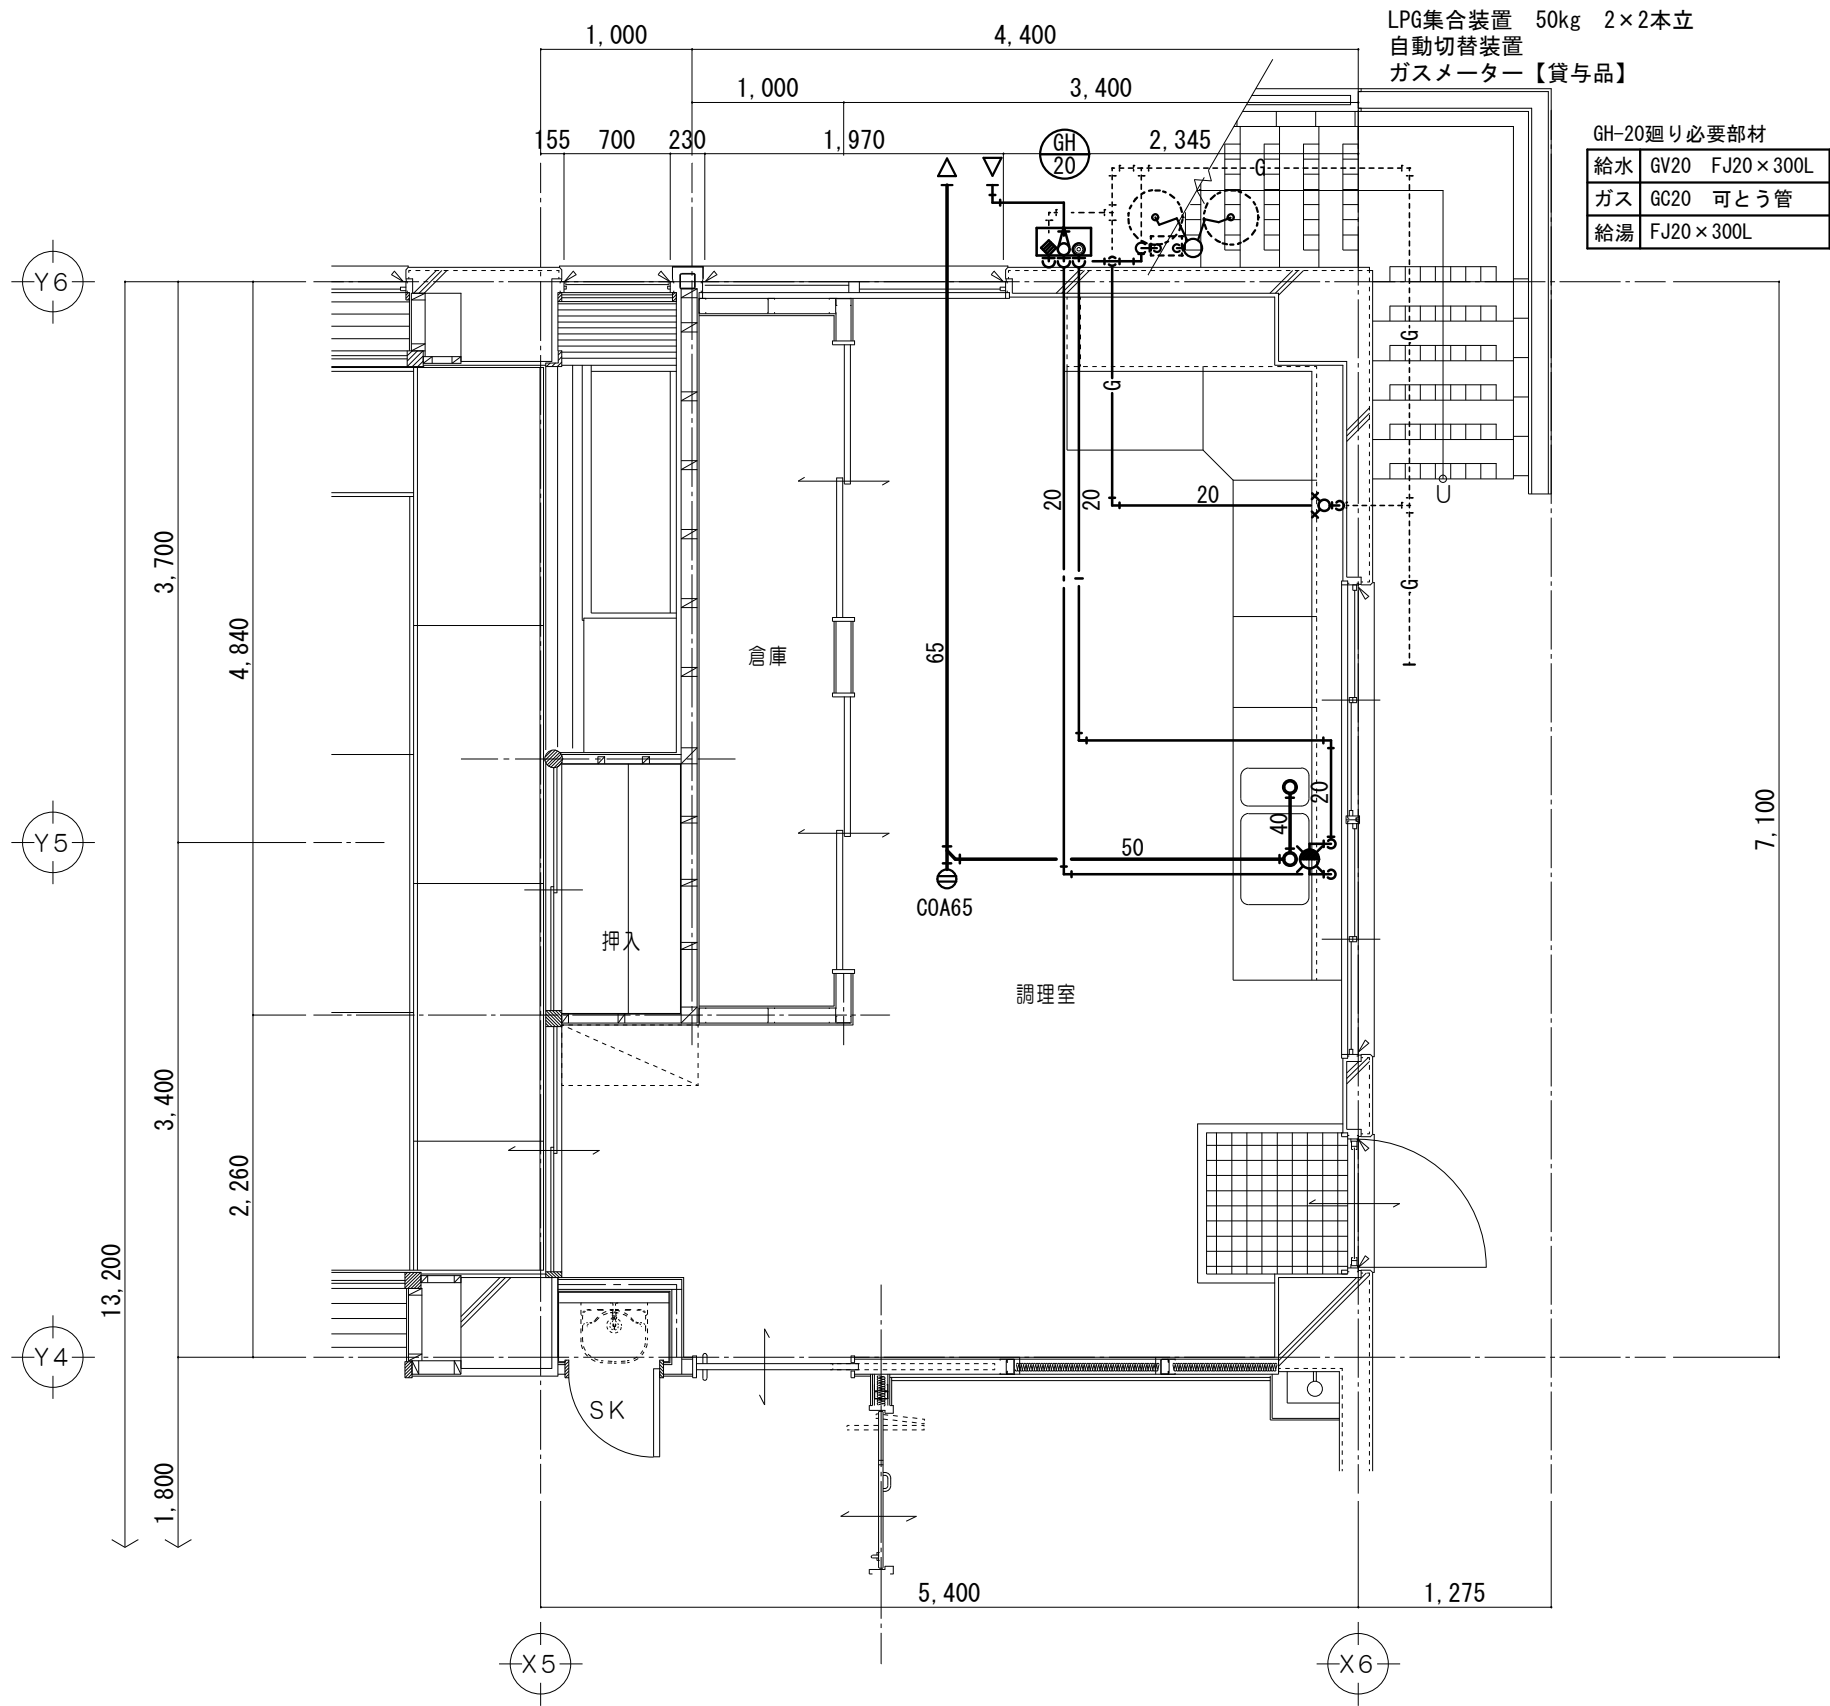 LPG集合装置 50kg 2×2本立
自動切替装置
ガスメーター【貸与品】
1,000
4,400
1,000
3,400
155
700
230
1,970
2,345
GH
20
GH-20廻り必要部材
給水 GV20 FJ20×300L
ガス GC20 可とう管
給湯 FJ20×300L
G
Y6
G
G
20
20
20
U
3,700
G
4,840
65
倉庫
20
40
7,100
Y5
50
COA65
押入
調理室
3,400
2,260
13,200
Y4
SK
1,800
5,400
1,275
X5
X6